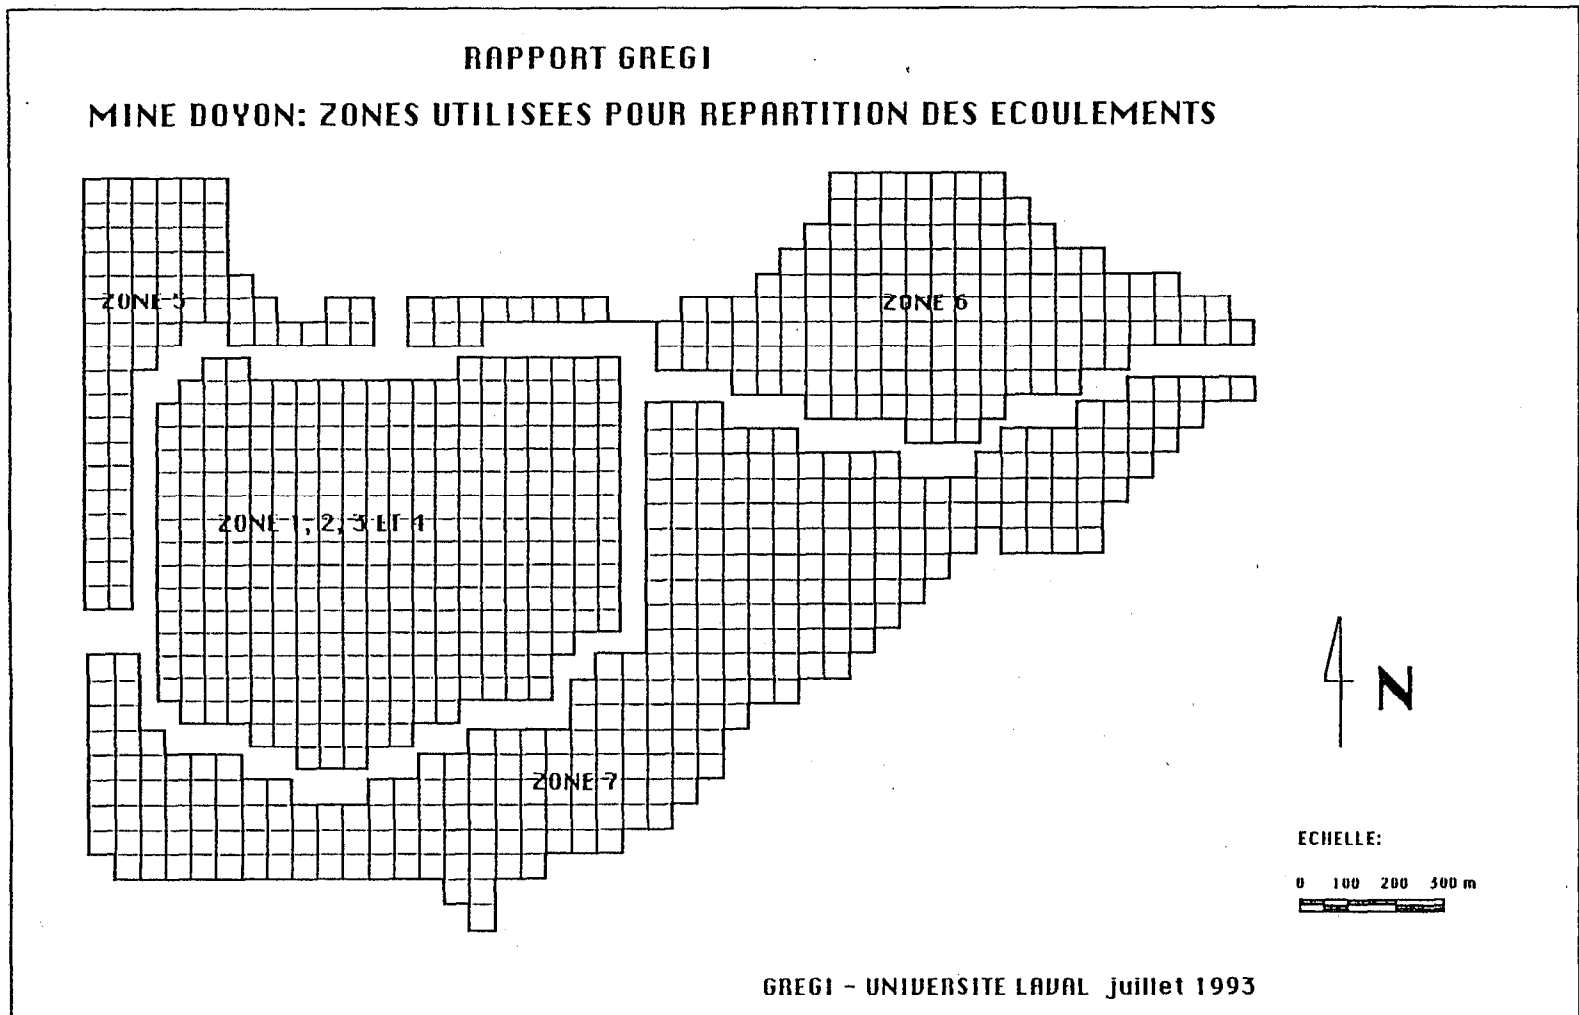 RAPPORT GREGI
MINE DOYON: ZONES UTILISEES POUR REPARTITION DES ECOULEMENTS
ZONE 5
ZONE 6
ZONE 1, 2, 3 ET 4
ZONE 7
N
ECHELLE:
0 100 200 300 m
GREGI - UNIVERSITE LAVAL juillet 1993